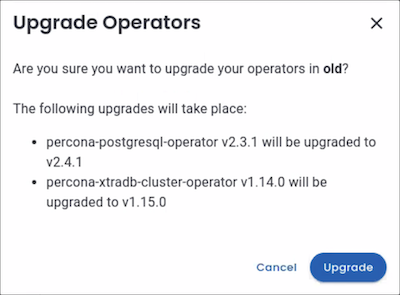 Upgrade Operators
Are you sure you want to upgrade your operators in old?
The following upgrades will take place:
• percona-postgresql-operator v2.3.1 will be upgraded to
v2.4.1
• percona-xtradb-cluster-operator v1.14.0 will be
upgraded to v1.15.0
Cancel Upgrade